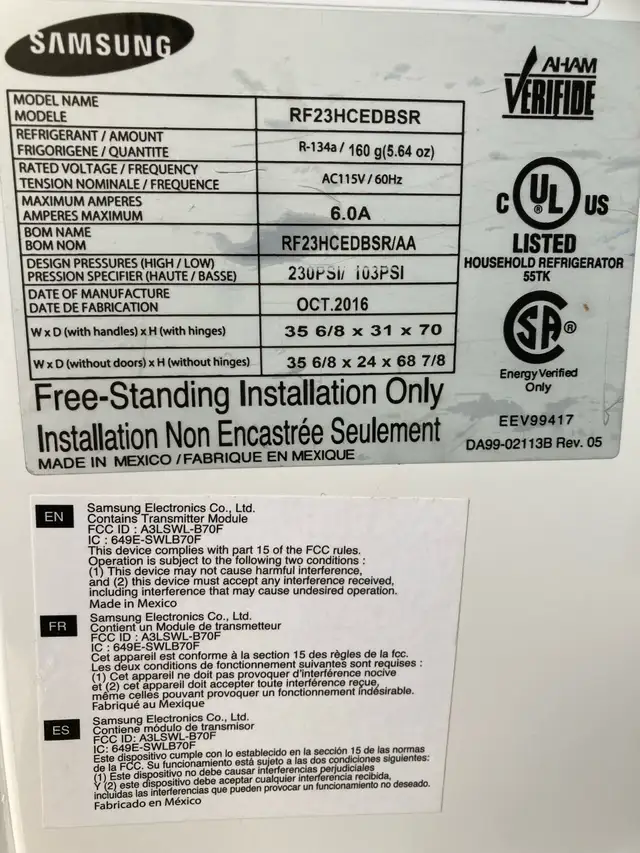 SAMSUNG
AHAM
VERIFIDE
MODEL NAME
MODELE
RF23HCEDBSR
REFRIGERANT / AMOUNT
FRIGORIGENE / QUANTITE
R-134a / 160 g(5.64 oz)
RATED VOLTAGE / FREQUENCY
TENSION NOMINALE / FREQUENCE
AC115V / 60Hz
MAXIMUM AMPERES
AMPERES MAXIMUM
6.0A
BOM NAME
BOM NOM
RF23HCEDBSR/AA
DESIGN PRESSURES (HIGH / LOW)
PRESSION SPECIFIER (HAUTE / BASSE)
230PSI/ 103PSI
DATE OF MANUFACTURE
DATE DE FABRICATION
OCT.2016
W x D (with handles) x H (with hinges)
35 6/8 x 31 x 70
W x D (without doors) x H (without hinges)
35 6/8 x 24 x 68 7/8
C UL ® US
LISTED
HOUSEHOLD REFRIGERATOR
55TK
SA ®
Energy Verified
Only
Free-Standing Installation Only
Installation Non Encastrée Seulement
MADE IN MEXICO / FABRIQUE EN MEXIQUE
EEV99417
DA99-02113B Rev. 05
EN
Samsung Electronics Co., Ltd.
Contains Transmitter Module
FCC ID : A3LSWL-B70F
IC : 649E-SWLB70F
This device complies with part 15 of the FCC rules.
Operation is subject to the following two conditions :
(1) This device may not cause harmful interference,
and (2) this device must accept any interference received,
including interference that may cause undesired operation.
Made in Mexico
FR
Samsung Electronics Co., Ltd.
Contient un Module de transmetteur
FCC ID : A3LSWL-B70F
IC : 649E-SWLB70F
Cet appareil est conforme à la section 15 des règles de la fcc.
Les deux conditions de fonctionnement suivantes sont requises :
(1) Cet appareil ne doit pas provoquer d'interférence nocive
et (2) cet appareil doit accepter toute interférence reçue,
même celles pouvant provoquer un fonctionnement indésirable.
Fabriqué au Mexique
ES
Samsung Electronics Co., Ltd.
Contiene módulo de transmisor
FCC ID: A3LSWL-B70F
IC: 649E-SWLB70F
Este dispositivo cumple con lo establecido en la sección 15 de las normas
de la FCC. Su funcionamiento está sujeto a las dos condiciones siguientes:
(1) Este dispositivo no debe causar interferencias perjudiciales
Y (2) este dispositivo debe aceptar cualquier interferencia recibida,
incluidas las interferencias que pueden provocar un funcionamiento no deseado.
Fabricado en México